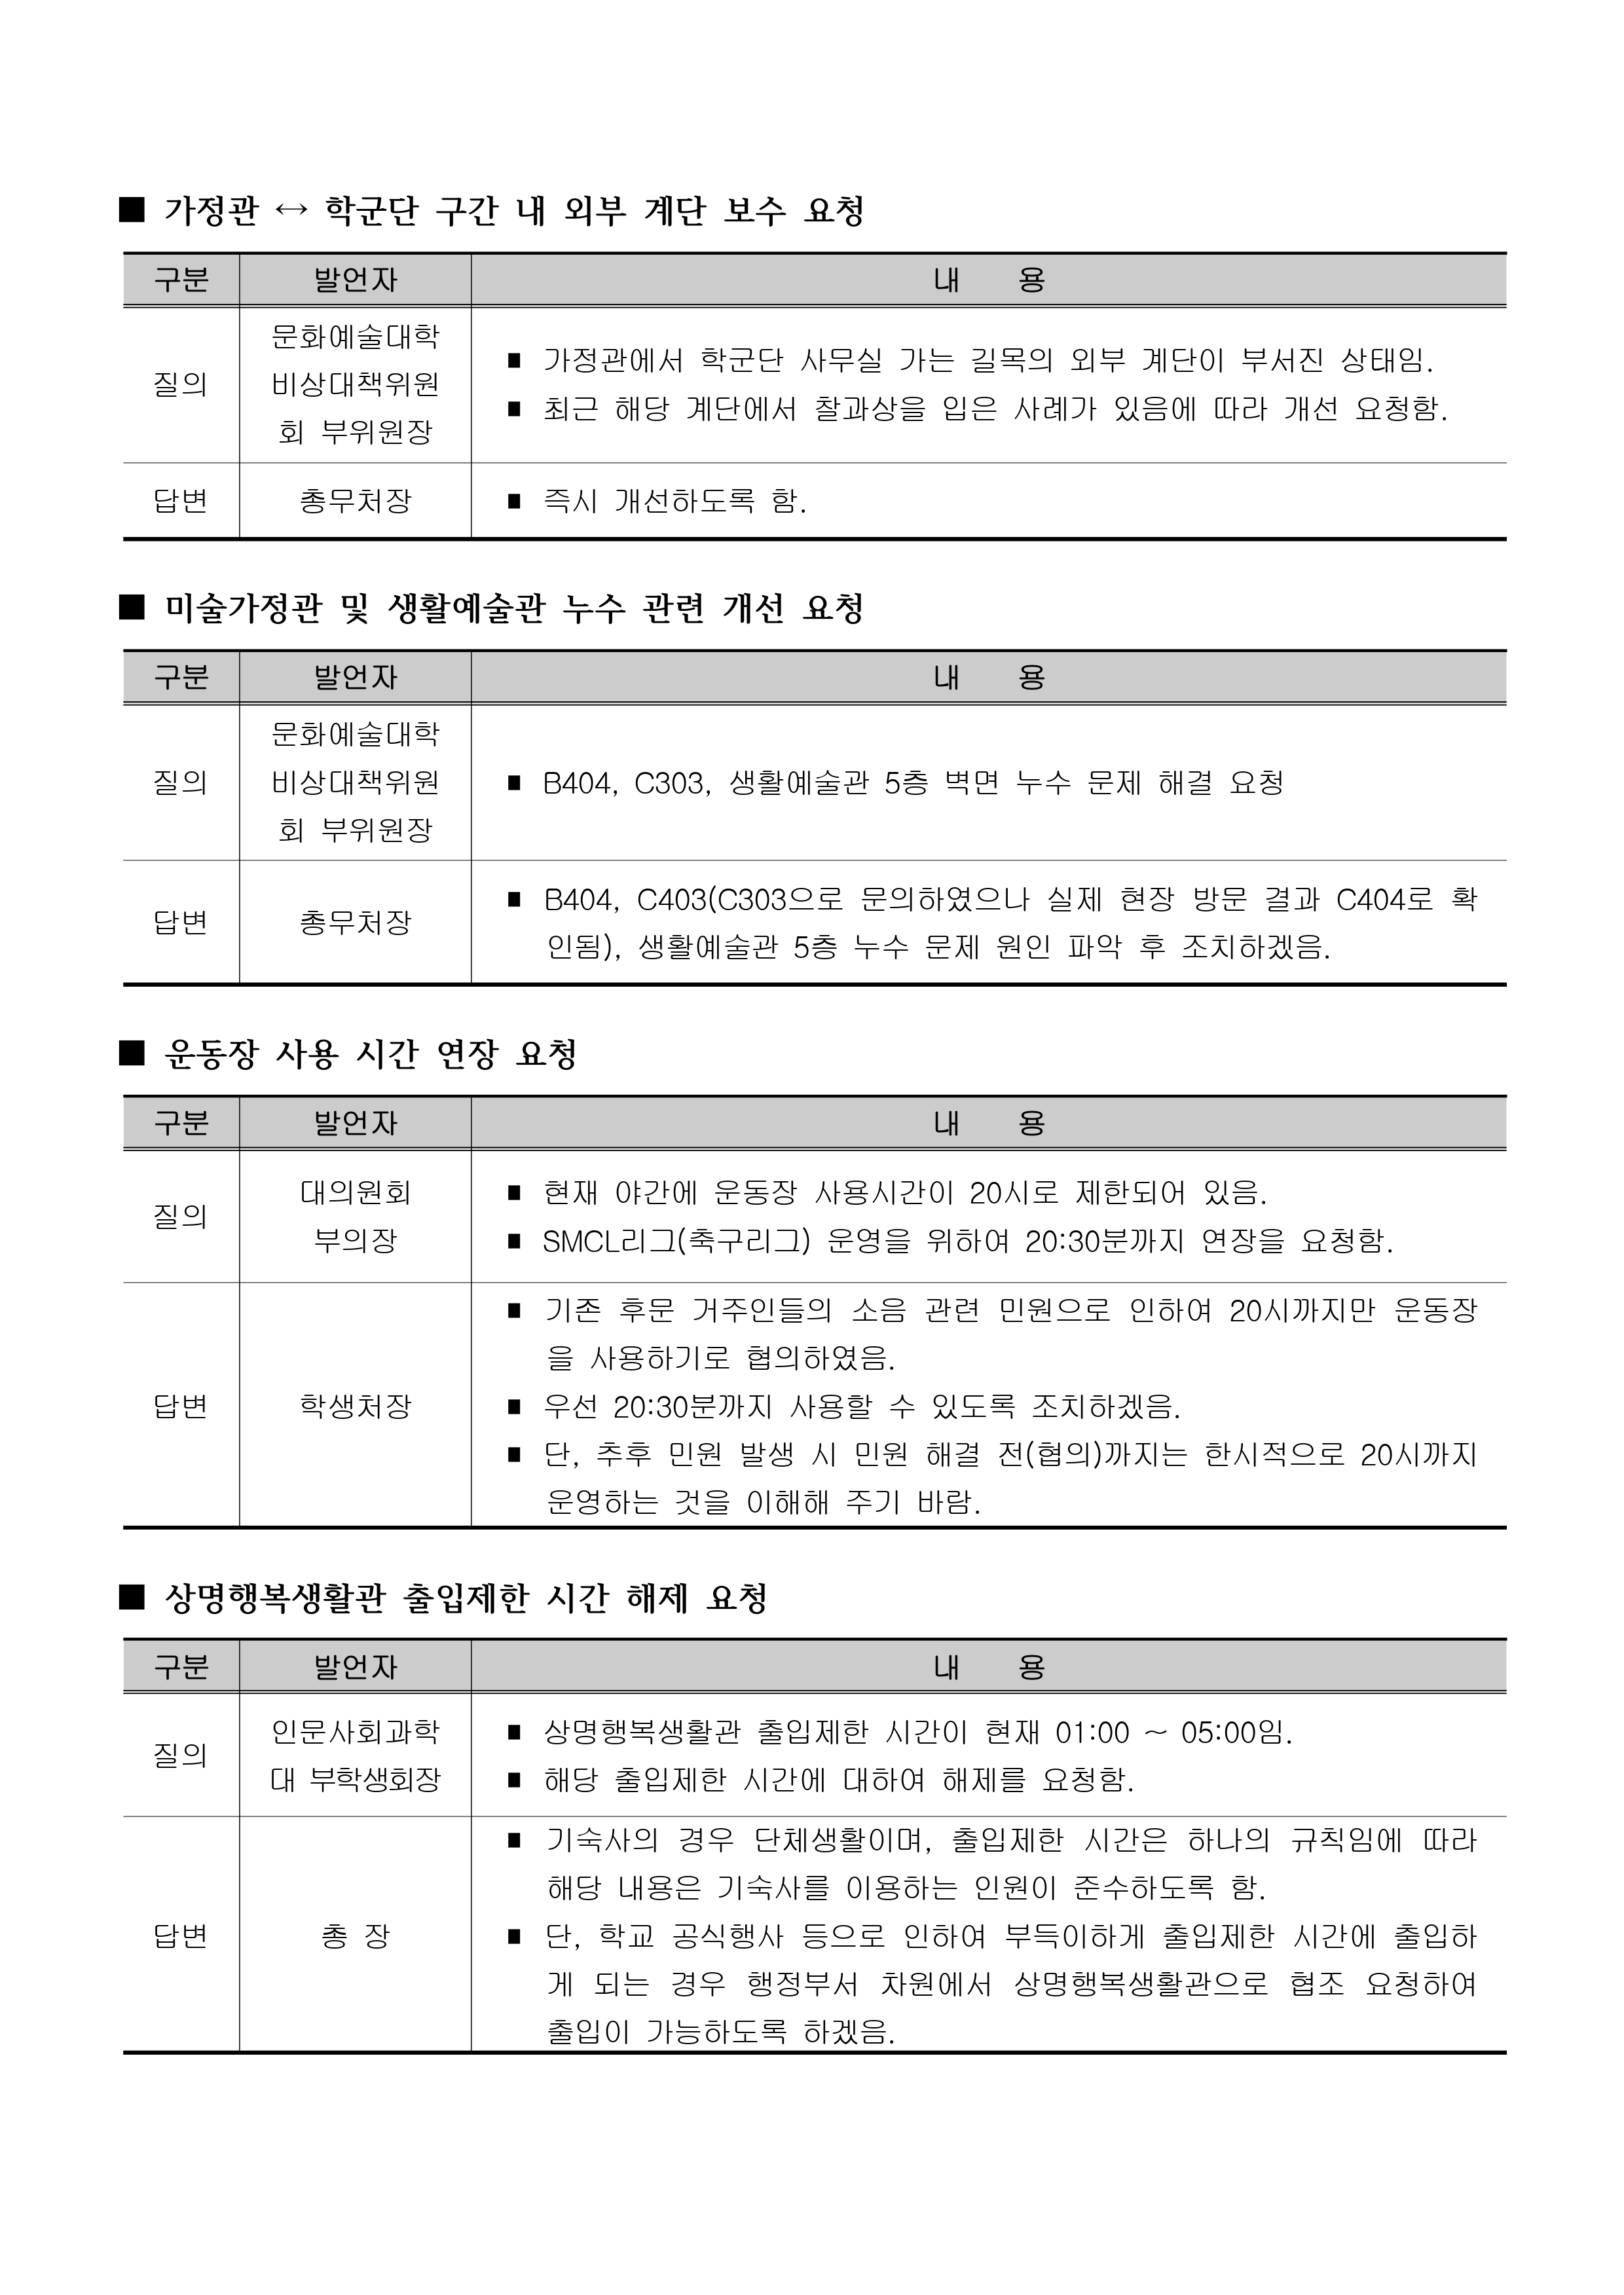 ■ 가정관 ↔ 학군단 구간 내 외부 계단 보수 요청
구분 발언자 내 용
질의
문화예술대학
비상대책위원
회 부위원장
■ 가정관에서 학군단 사무실 가는 길목의 외부 계단이 부서진 상태임.
■ 최근 해당 계단에서 찰과상을 입은 사례가 있음에 따라 개선 요청함.
답변 총무처장 ■ 즉시 개선하도록 함.
■ 미술가정관 및 생활예술관 누수 관련 개선 요청
구분 발언자 내 용
질의
문화예술대학
비상대책위원
회 부위원장
■ B404, C303, 생활예술관 5층 벽면 누수 문제 해결 요청
답변 총무처장
■ B404, C403(C303으로 문의하였으나 실제 현장 방문 결과 C404로 확
인됨), 생활예술관 5층 누수 문제 원인 파악 후 조치하겠음.
■ 운동장 사용 시간 연장 요청
구분 발언자 내 용
질의
대의원회
부의장
■ 현재 야간에 운동장 사용시간이 20시로 제한되어 있음.
■ SMCL리그(축구리그) 운영을 위하여 20:30분까지 연장을 요청함.
답변 학생처장
■ 기존 후문 거주인들의 소음 관련 민원으로 인하여 20시까지만 운동장
을 사용하기로 협의하였음.
■ 우선 20:30분까지 사용할 수 있도록 조치하겠음.
■ 단, 추후 민원 발생 시 민원 해결 전(협의)까지는 한시적으로 20시까지
운영하는 것을 이해해 주기 바람.
■ 상명행복생활관 출입제한 시간 해제 요청
구분 발언자 내 용
질의
인문사회과학
대 부학생회장
■ 상명행복생활관 출입제한 시간이 현재 01:00 ~ 05:00임.
■ 해당 출입제한 시간에 대하여 해제를 요청함.
답변 총 장
■ 기숙사의 경우 단체생활이며, 출입제한 시간은 하나의 규칙임에 따라
해당 내용은 기숙사를 이용하는 인원이 준수하도록 함.
■ 단, 학교 공식행사 등으로 인하여 부득이하게 출입제한 시간에 출입하
게 되는 경우 행정부서 차원에서 상명행복생활관으로 협조 요청하여
출입이 가능하도록 하겠음.